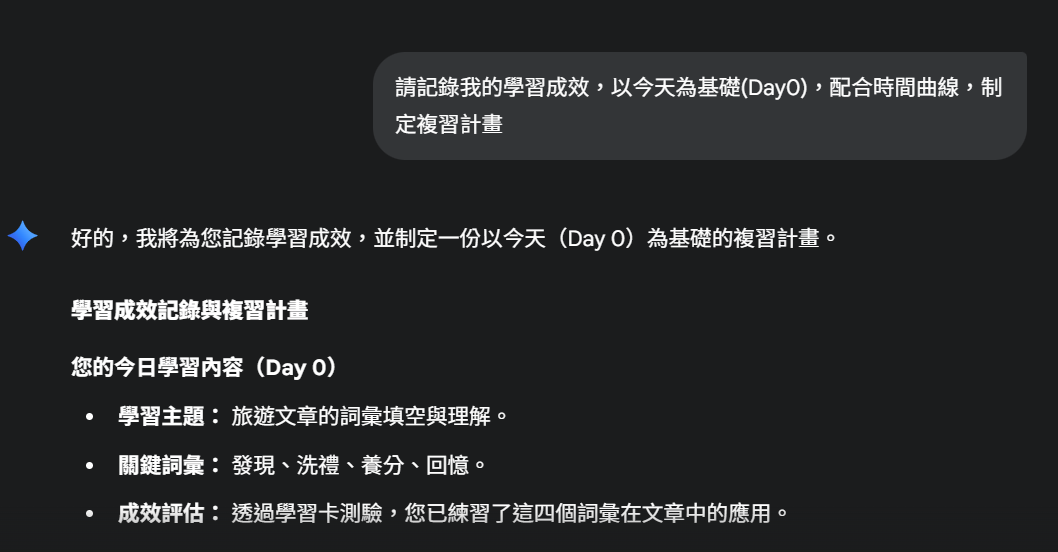 請記錄我的學習成效，以今天為基礎(Day0)，配合時間曲線，制
定複習計畫
好的，我將為您記錄學習成效，並制定一份以今天（Day 0）為基礎的複習計畫。
學習成效記錄與複習計畫
您的今日學習內容（Day 0）
• 學習主題： 旅遊文章的詞彙填空與理解。
• 關鍵詞彙： 發現、洗禮、養分、回憶。
• 成效評估： 透過學習卡測驗，您已練習了這四個詞彙在文章中的應用。